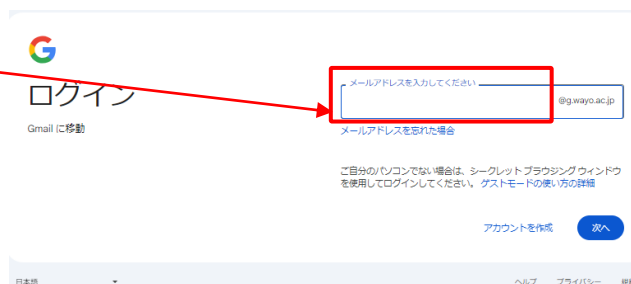 ログイン
Gmail に移動
メールアドレスを入力してください
@g.wayo.ac.jp
メールアドレスを忘れた場合
ご自分のパソコンでない場合は、シークレット ブラウジング ウィンドウ
を使用してログインしてください。 ゲストモードの使い方の詳細
アカウントを作成
次へ
日本語
ヘルプ プライバシー